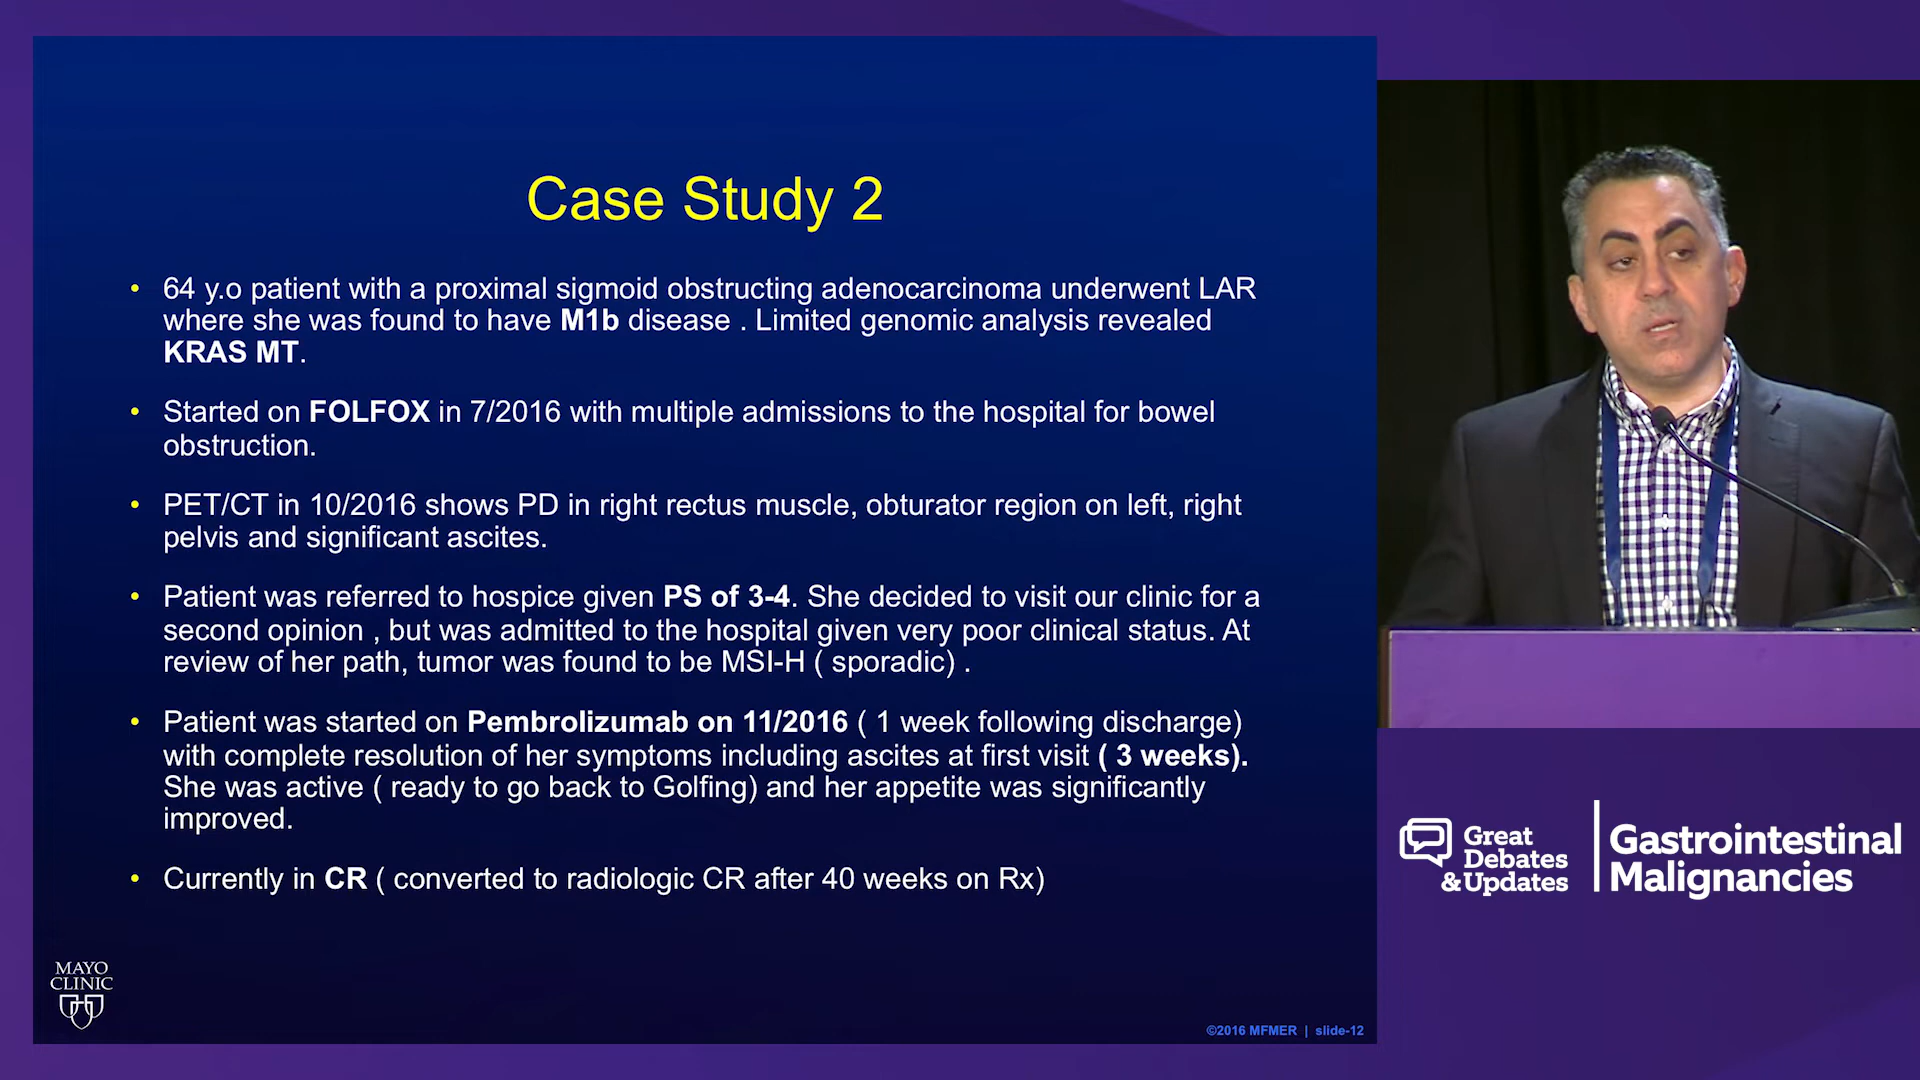 Case Study 2
• 64 y.o patient with a proximal sigmoid obstructing adenocarcinoma underwent LAR
where she was found to have M1b disease . Limited genomic analysis revealed
KRAS MT.
• Started on FOLFOX in 7/2016 with multiple admissions to the hospital for bowel
obstruction.
• PET/CT in 10/2016 shows PD in right rectus muscle, obturator region on left, right
pelvis and significant ascites.
• Patient was referred to hospice given PS of 3-4. She decided to visit our clinic for a
second opinion , but was admitted to the hospital given very poor clinical status. At
review of her path, tumor was found to be MSI-H ( sporadic) .
• Patient was started on Pembrolizumab on 11/2016 ( 1 week following discharge)
with complete resolution of her symptoms including ascites at first visit ( 3 weeks).
She was active ( ready to go back to Golfing) and her appetite was significantly
improved.
• Currently in CR ( converted to radiologic CR after 40 weeks on Rx)
MAYO
CLINIC
©2016 MFMER | slide-12
Great
Debates
& Updates
Gastrointestinal
Malignancies